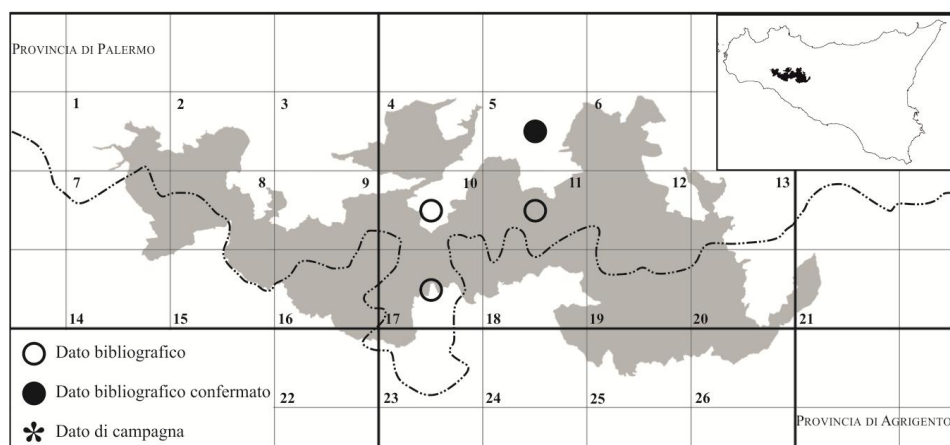 PROVINCIA DI PALERMO
1 2 3 4 5 6
7 8 9 10 11 12 13
14 15 16 17 18 19 20 21
Dato bibliografico
Dato bibliografico confermato
22 23 24 25 26
Dato di campagna
PROVINCIA DI AGRIGENTO